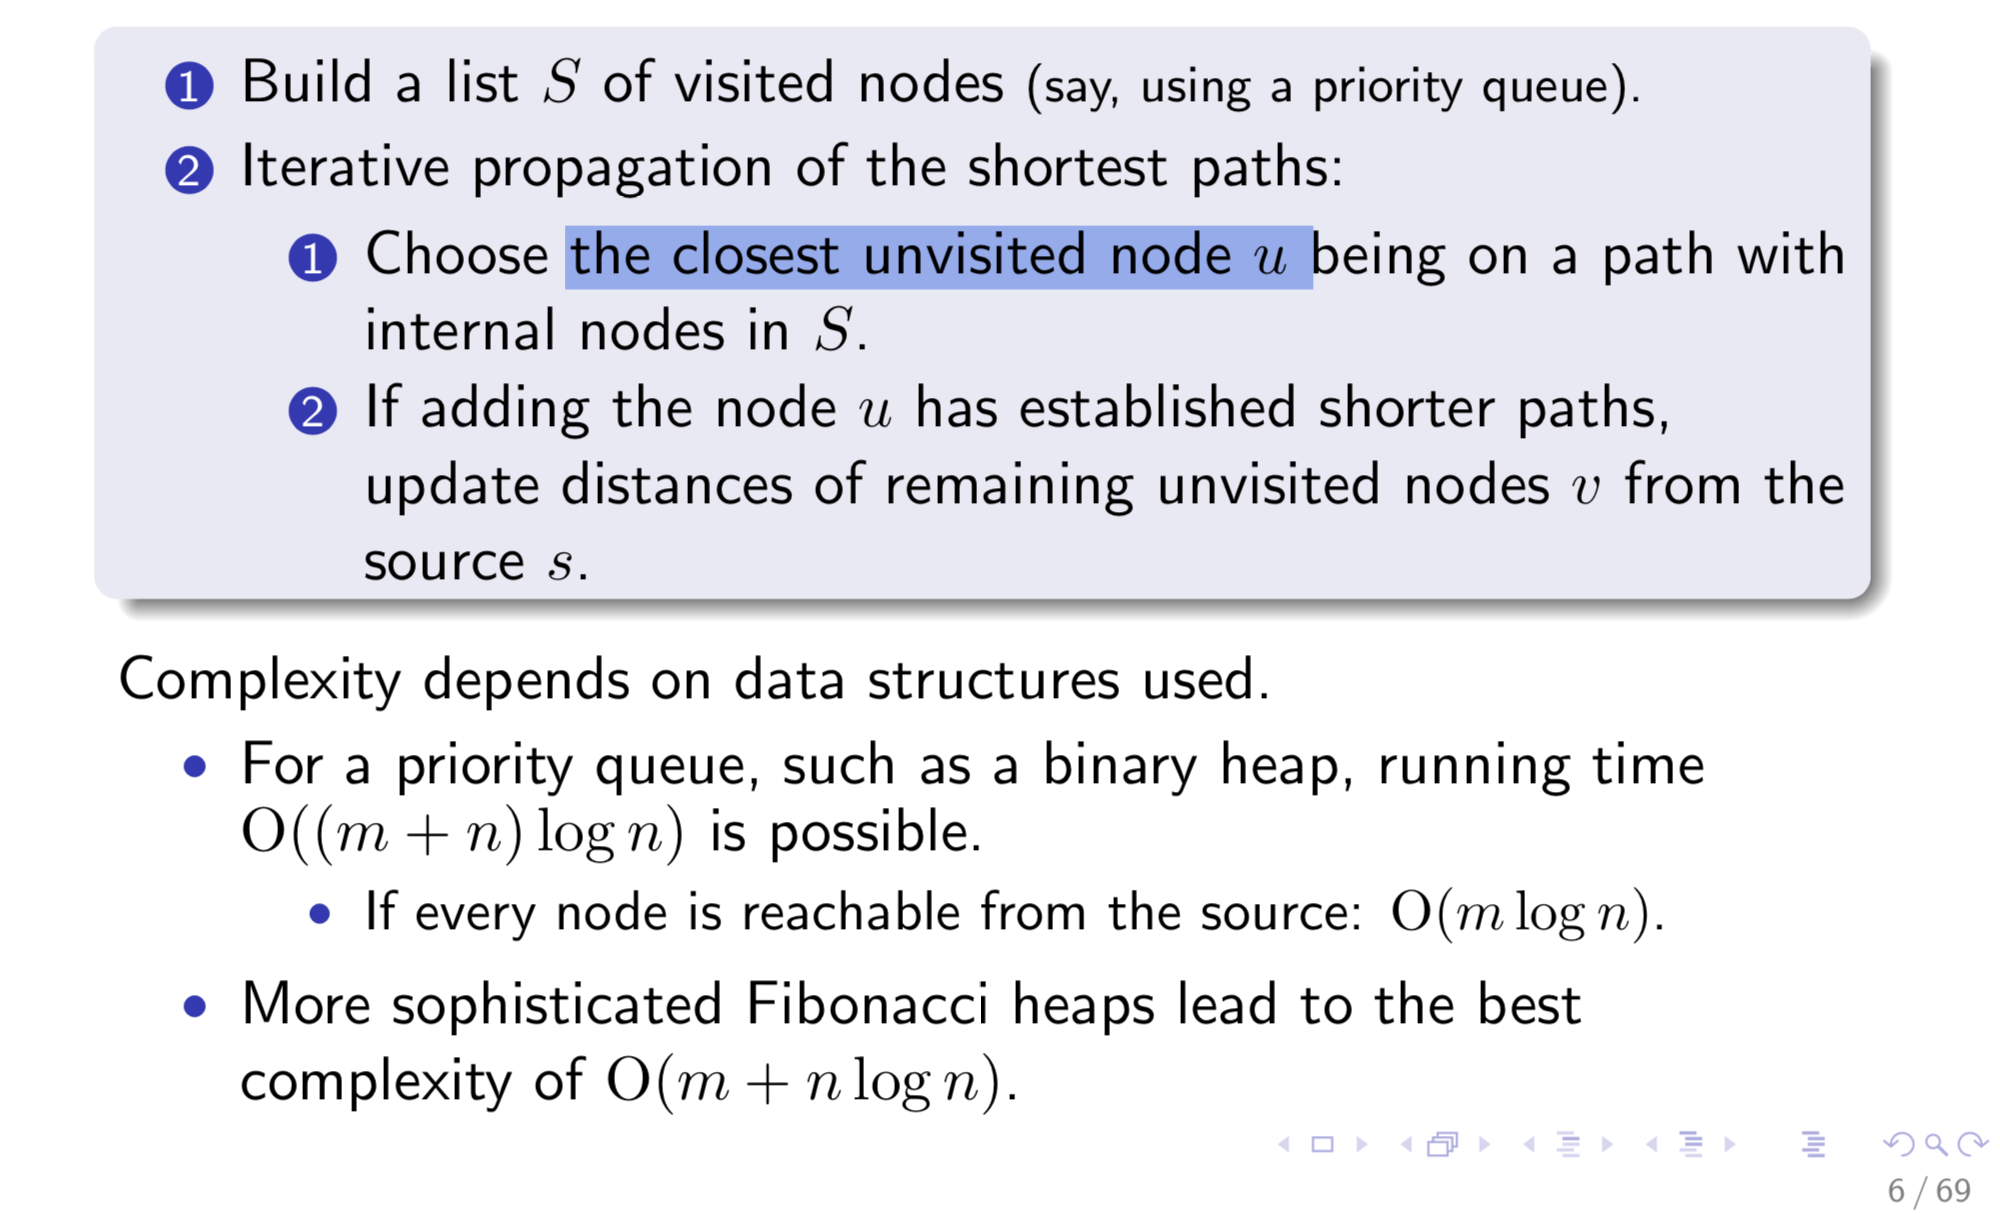 1 Build a list S of visited nodes (say, using a priority queue).
2 Iterative propagation of the shortest paths:
1 Choose the closest unvisited node u being on a path with
internal nodes in S.
2 If adding the node u has established shorter paths,
update distances of remaining unvisited nodes v from the
source s.
Complexity depends on data structures used.
• For a priority queue, such as a binary heap, running time
O((m + n) log n) is possible.
• If every node is reachable from the source: O(m log n).
• More sophisticated Fibonacci heaps lead to the best
complexity of O(m + n log n).
6 / 69